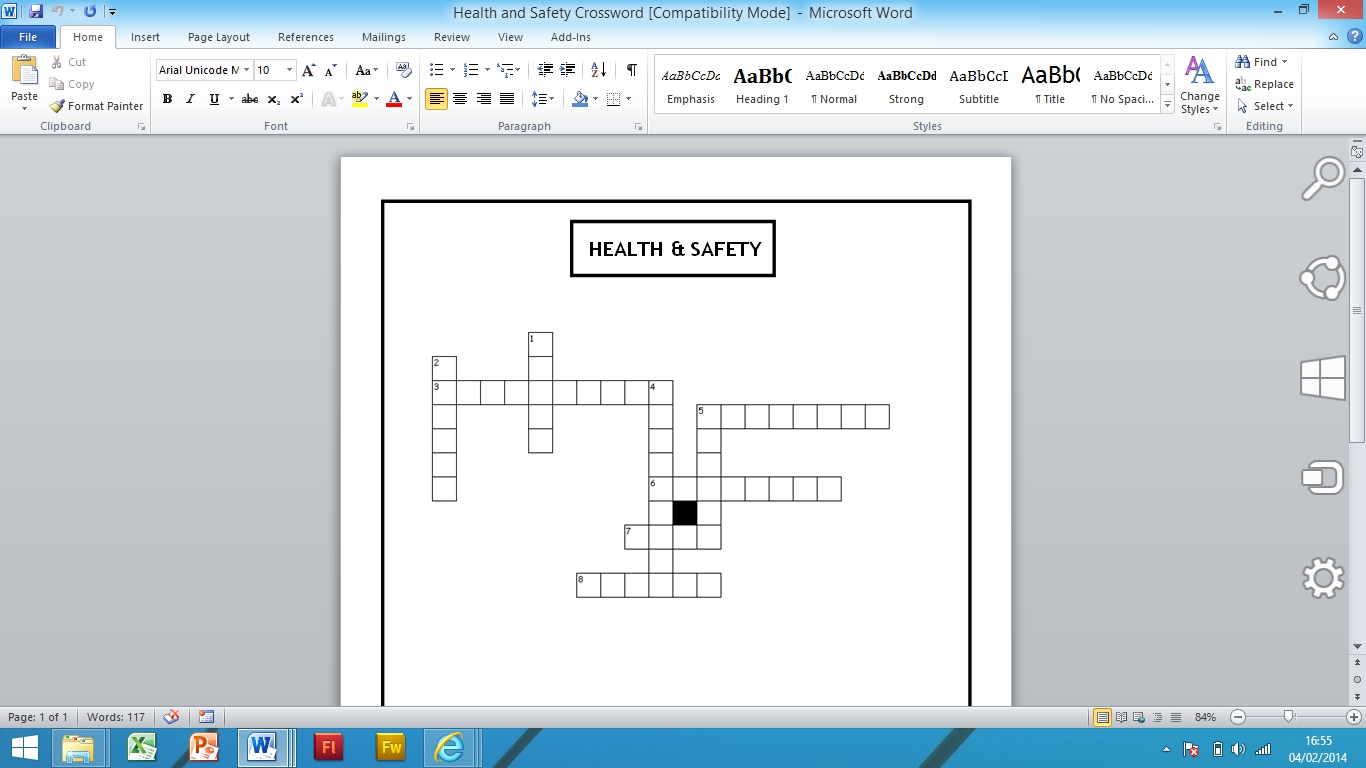 Health and Safety Crossword [Compatibility Mode] - Microsoft Word
File Home Insert Page Layout References Mailings Review View Add-Ins
Paste
Cut
Copy
Format Painter
Clipboard
Arial Unicode M 10
Font
Paragraph
AaBbCcDc AaBbC AaBbCcDd AaBbCcDd AaBbCcI AaBb( AaBbCcDd
Emphasis Heading 1 ¶ Normal Strong Subtitle ¶ Title ¶ No Spaci...
Styles
Change Styles
Find
Replace
Select
Editing
HEALTH & SAFETY
1
2
3 4
5
6
7
8
Page: 1 of 1 Words: 117 84%
16:55
04/02/2014